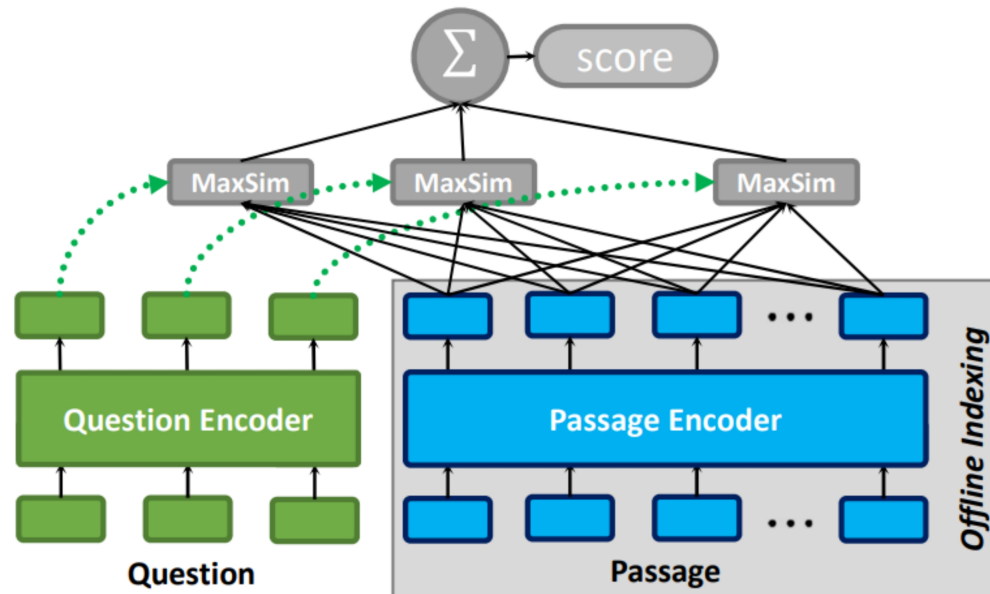 Σ
score
MaxSim
MaxSim
MaxSim
...
Question Encoder
Passage Encoder
...
Question
Passage
Offline Indexing